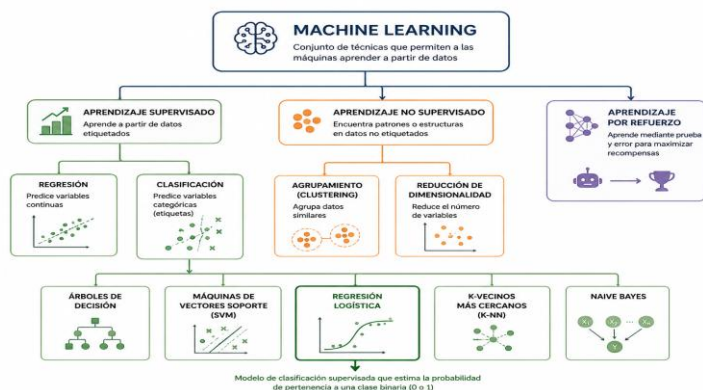 MACHINE LEARNING
Conjunto de técnicas que permiten a las
máquinas aprender a partir de datos
APRENDIZAJE SUPERVISADO
Aprende a partir de datos
etiquetados
APRENDIZAJE NO SUPERVISADO
Encuentra patrones o estructuras
en datos no etiquetados
APRENDIZAJE
POR REFUERZO
Aprende mediante prueba
y error para maximizar
recompensas
REGRESIÓN
Predice variables
continuas
CLASIFICACIÓN
Predice variables
categóricas
(etiquetas)
AGRUPAMIENTO
(CLUSTERING)
Agrupa datos
similares
REDUCCIÓN DE
DIMENSIONALIDAD
Reduce el número
de variables
ÁRBOLES DE
DECISIÓN
MÁQUINAS DE
VECTORES SOPORTE
(SVM)
REGRESIÓN
LOGÍSTICA
K-VECINOS
MÁS CERCANOS
(K-NN)
NAIVE BAYES
Modelo de clasificación supervisada que estima la probabilidad
de pertenencia a una clase binaria (0 o 1)